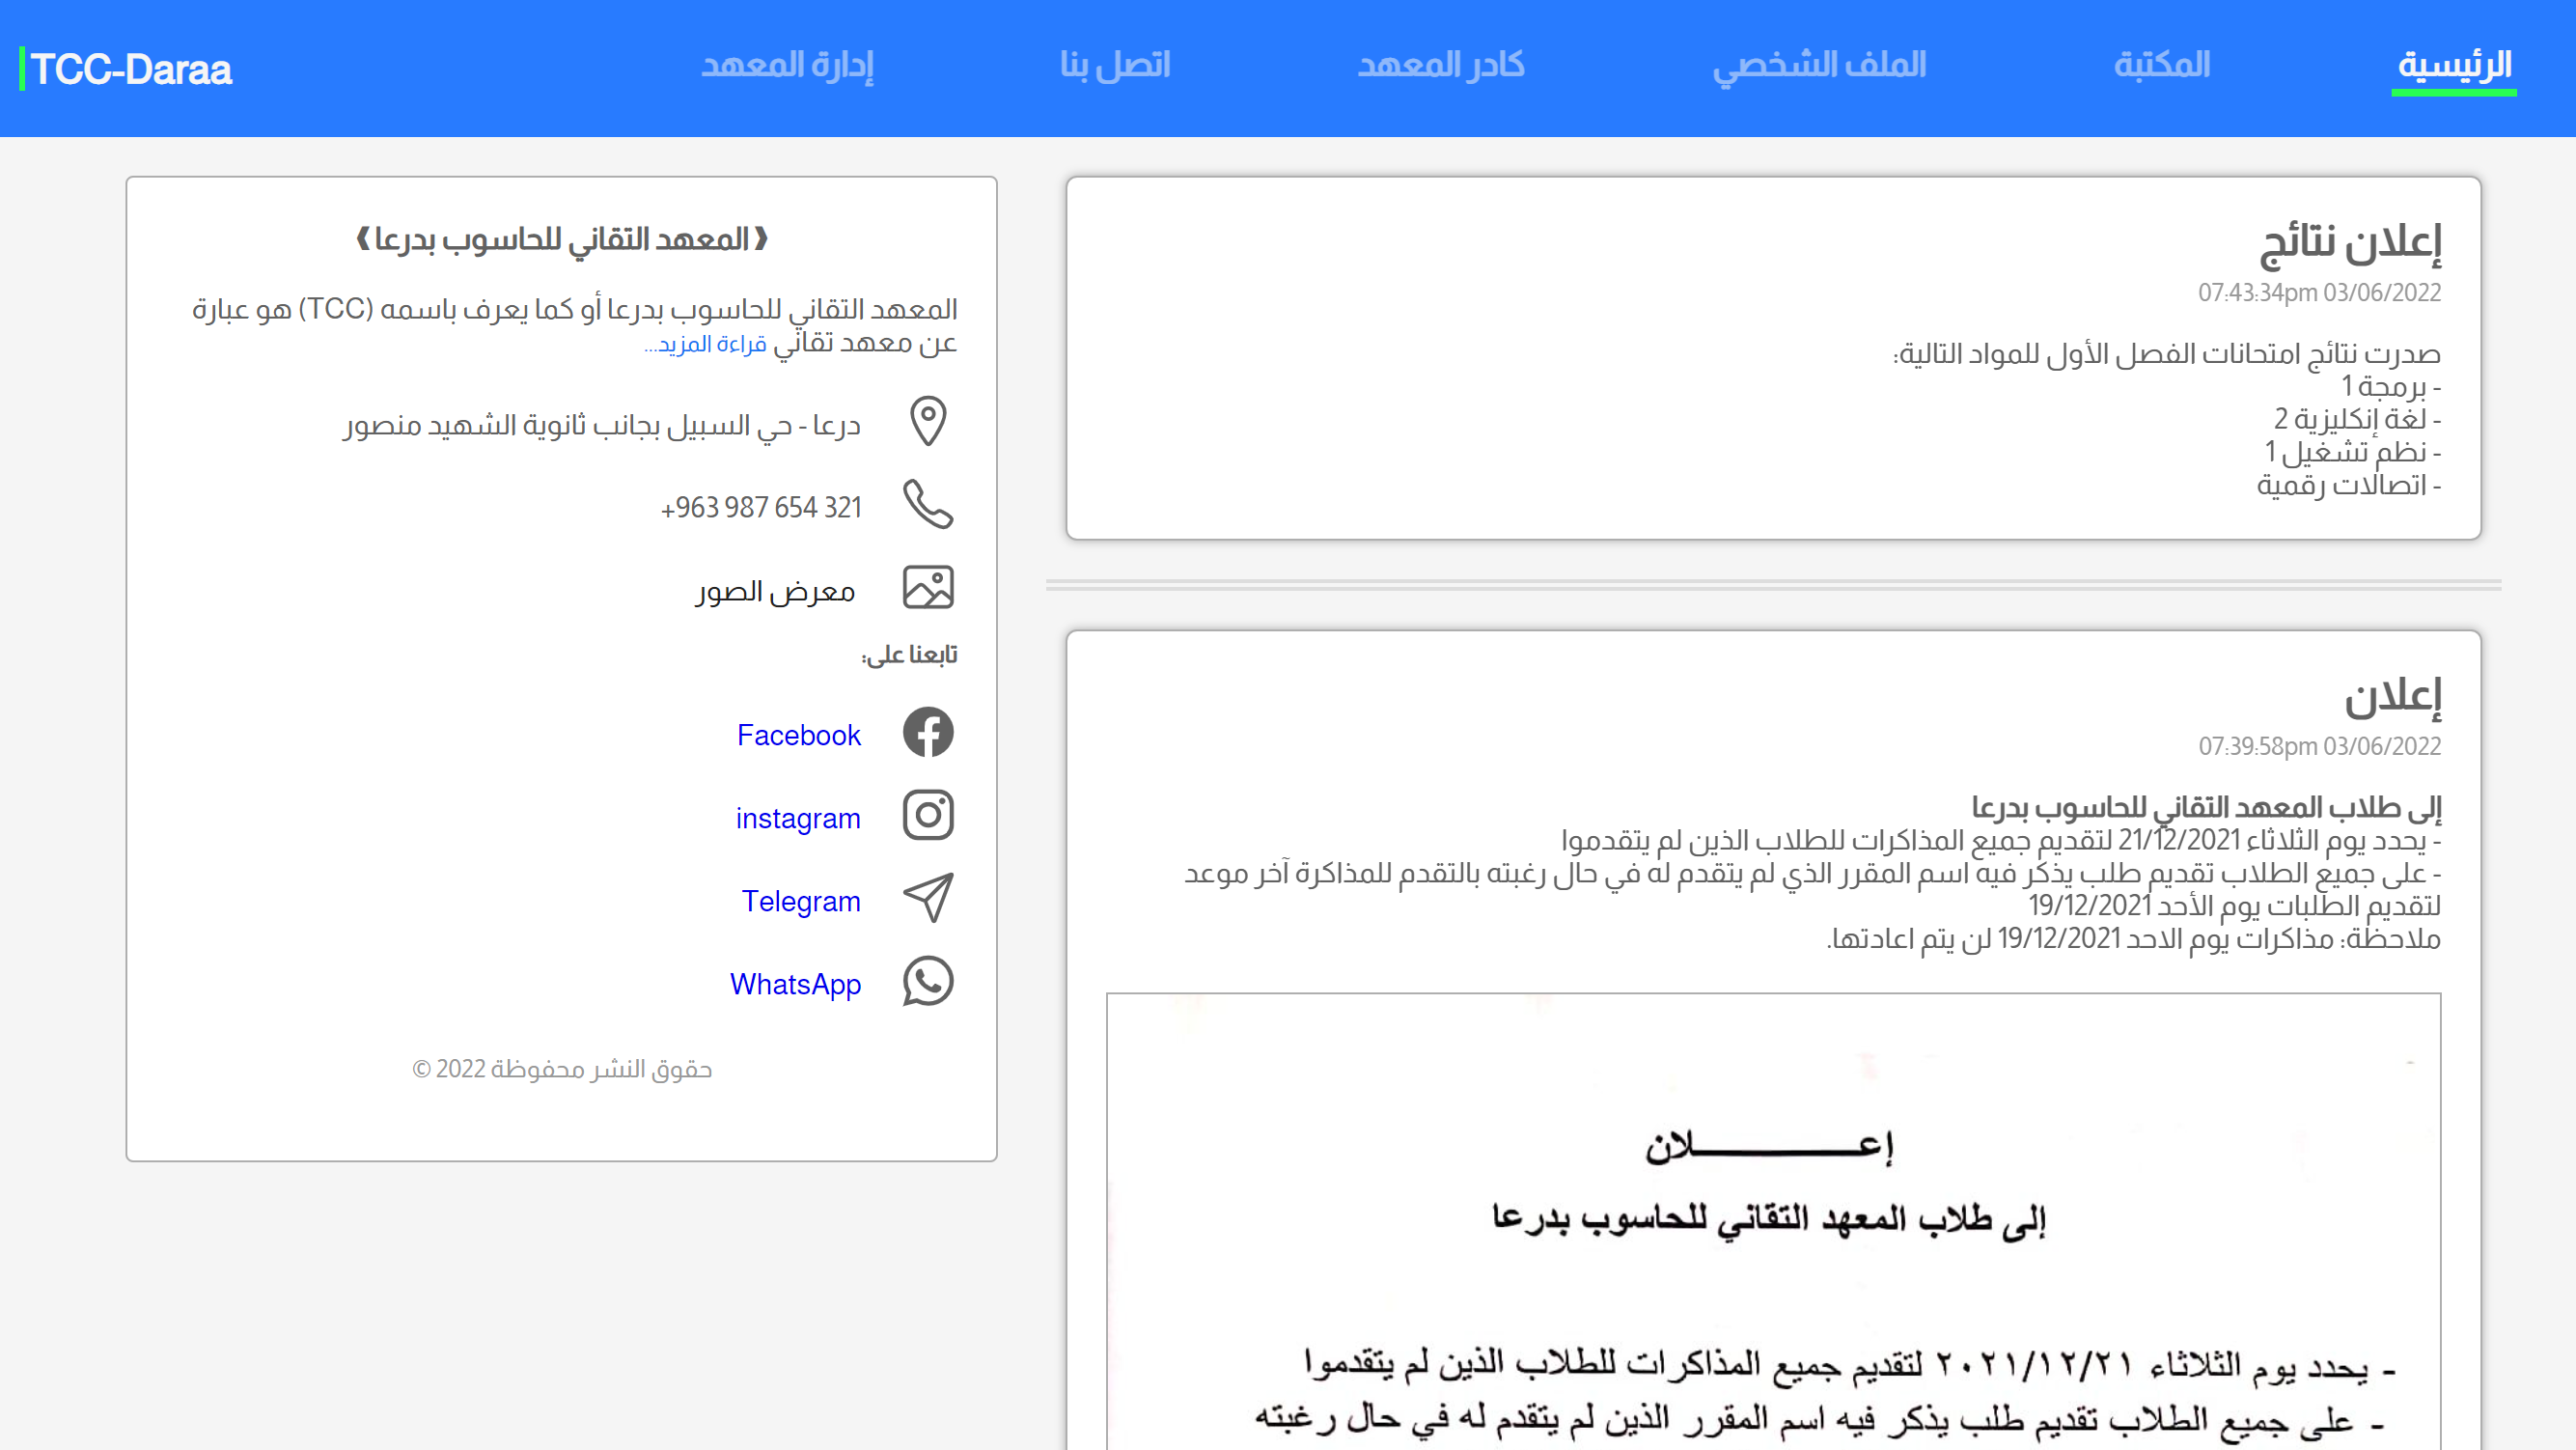 الرئيسية
المكتبة
الملف الشخصي
كادر المعهد
اتصل بنا
إدارة المعهد
TCC-Daraa
إعلان نتائج
07:43:34pm 03/06/2022
صدرت نتائج امتحانات الفصل الأول للمواد التالية:
- برمجة 1
- لغة إنكليزية 2
- نظم تشغيل 1
- اتصالات رقمية
إعلان
07:39:58pm 03/06/2022
إلى طلاب المعهد التقاني للحاسوب بدرعا
- يحدد يوم الثلاثاء 21/12/2021 لتقديم جميع المذاكرات للطلاب الذين لم يتقدموا
- على جميع الطلاب تقديم طلب يذكر فيه اسم المقرر الذي لم يتقدم له في حال رغبته بالتقدم للمذاكرة آخر موعد
لتقديم الطلبات يوم الأحد 19/12/2021
ملاحظة: مذاكرات يوم الاحد 19/12/2021 لن يتم اعادتها.
إعـــــــــلان
إلى طلاب المعهد التقاني للحاسوب بدرعا
- يحدد يوم الثلاثاء ٢٠٢١/١٢/٢١ لتقديم جميع المذاكرات للطلاب الذين لم يتقدموا
- على جميع الطلاب تقديم طلب يذكر فيه اسم المقرر الذين لم يتقدم له في حال رغبته
❰المعهد التقاني للحاسوب بدرعا❱
المعهد التقاني للحاسوب بدرعا أو كما يعرف باسمه (TCC) هو عبارة
عن معهد تقاني قراءة المزيد...
درعا - حي السبيل بجانب ثانوية الشهيد منصور
+963 987 654 321
معرض الصور
تابعنا على:
Facebook
instagram
Telegram
WhatsApp
حقوق النشر محفوظة 2022 ©